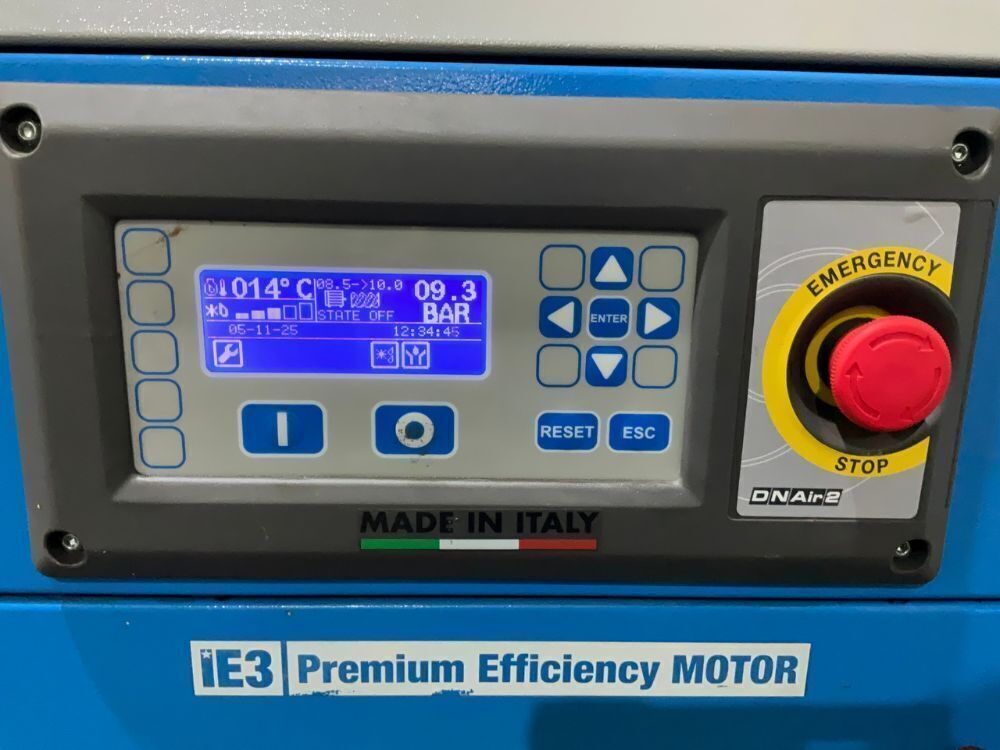 014° C
08.5->10.0
09.3
BAR
STATE OFF
05-11-25
12:34:45
ENTER
RESET
ESC
EMERGENCY
STOP
DNAir2
MADE IN ITALY
iE3 Premium Efficiency MOTOR